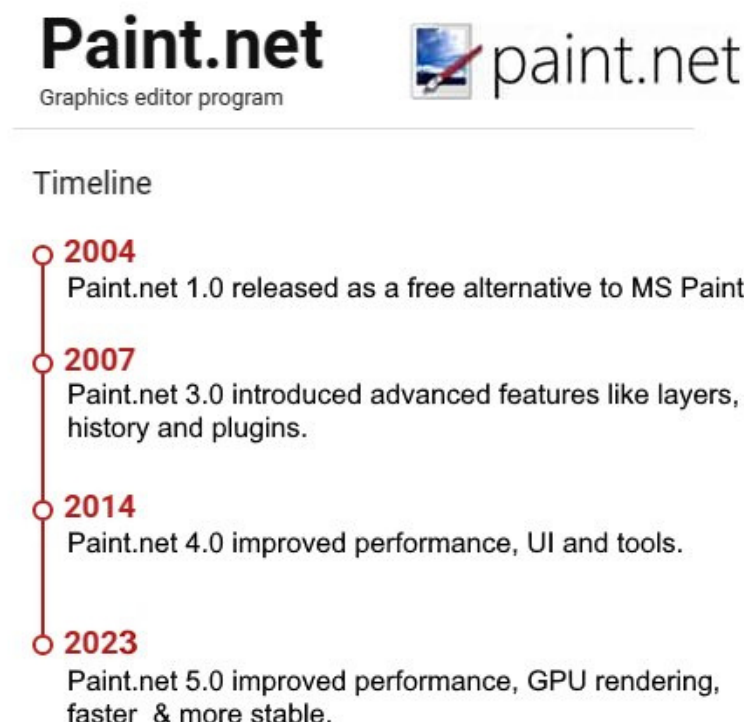 Paint.net
paint.net
Graphics editor program
Timeline
2004
Paint.net 1.0 released as a free alternative to MS Paint
2007
Paint.net 3.0 introduced advanced features like layers,
history and plugins.
2014
Paint.net 4.0 improved performance, UI and tools.
2023
Paint.net 5.0 improved performance, GPU rendering,
faster & more stable.